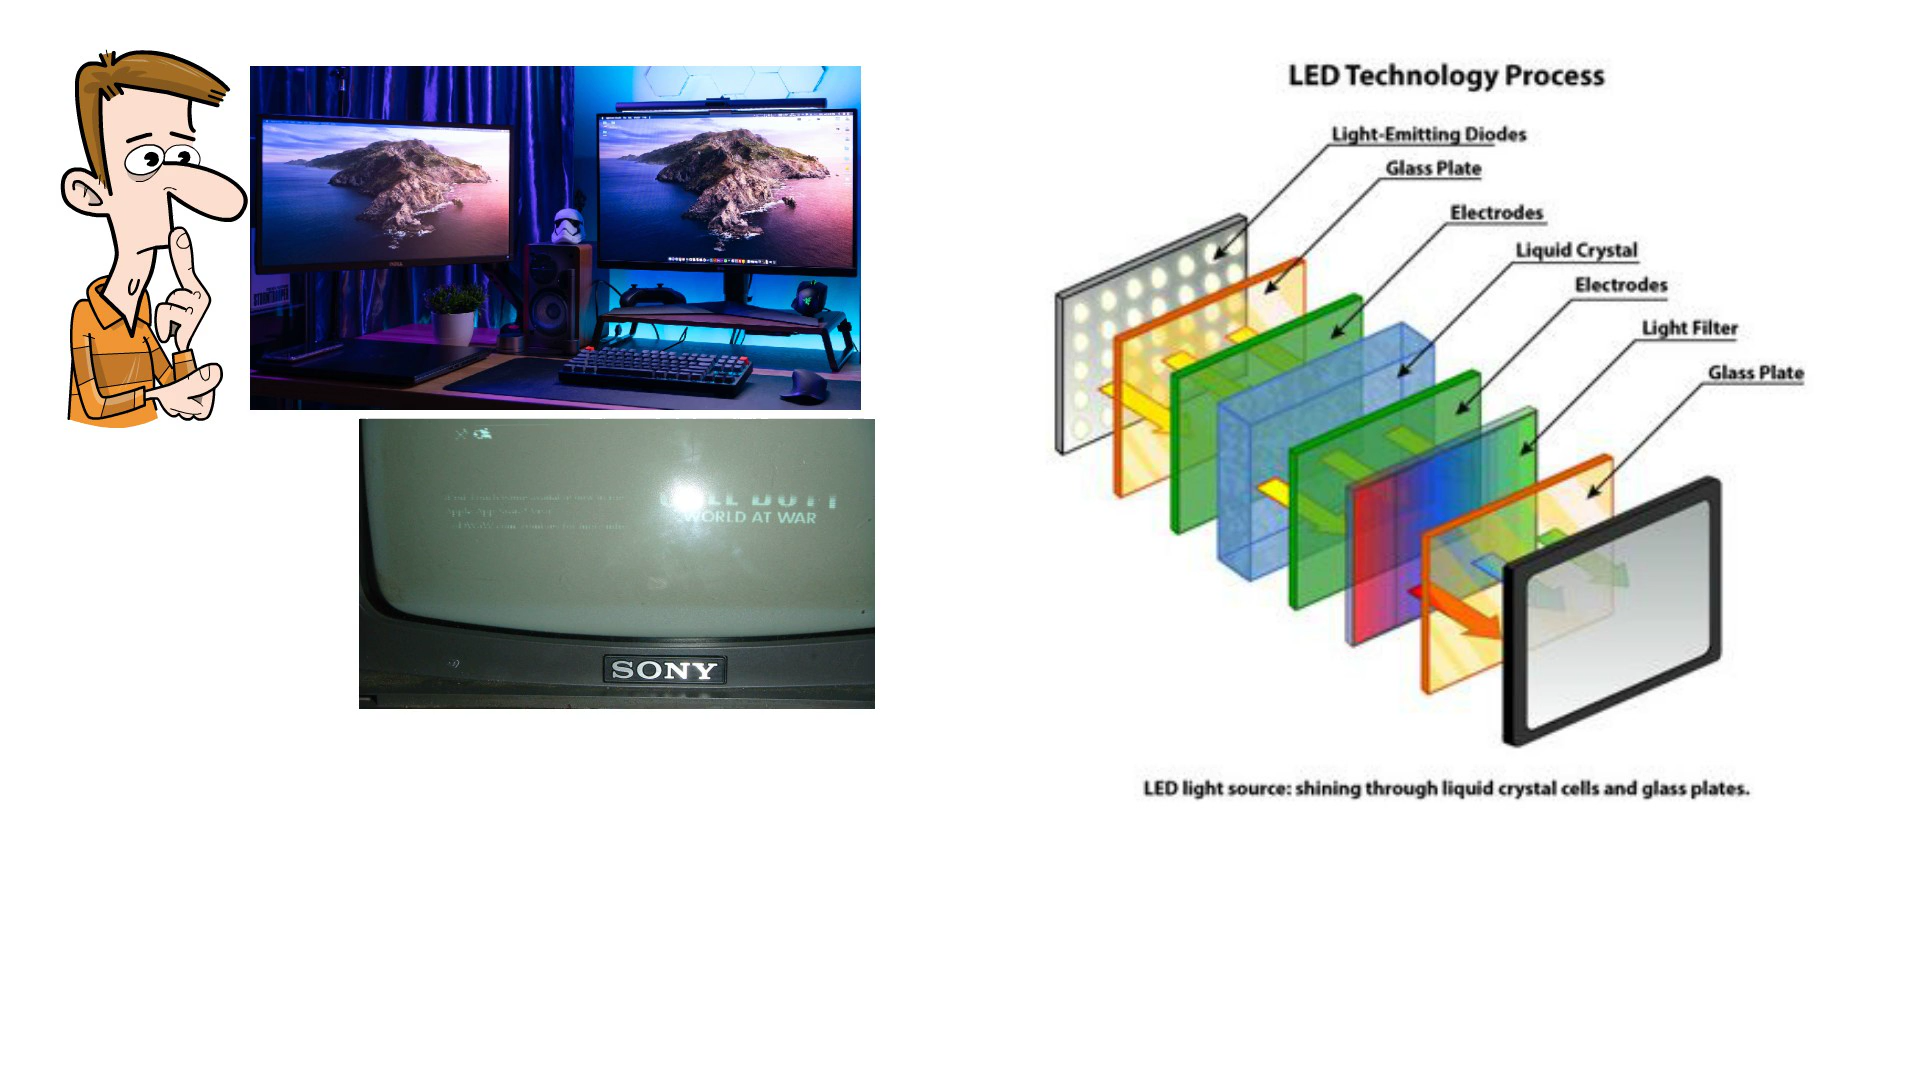 LED Technology Process
Light-Emitting Diodes
Glass Plate
Electrodes
Liquid Crystal
Electrodes
Light Filter
Glass Plate
LED light source: shining through liquid crystal cells and glass plates.
WORLD AT WAR
SONY